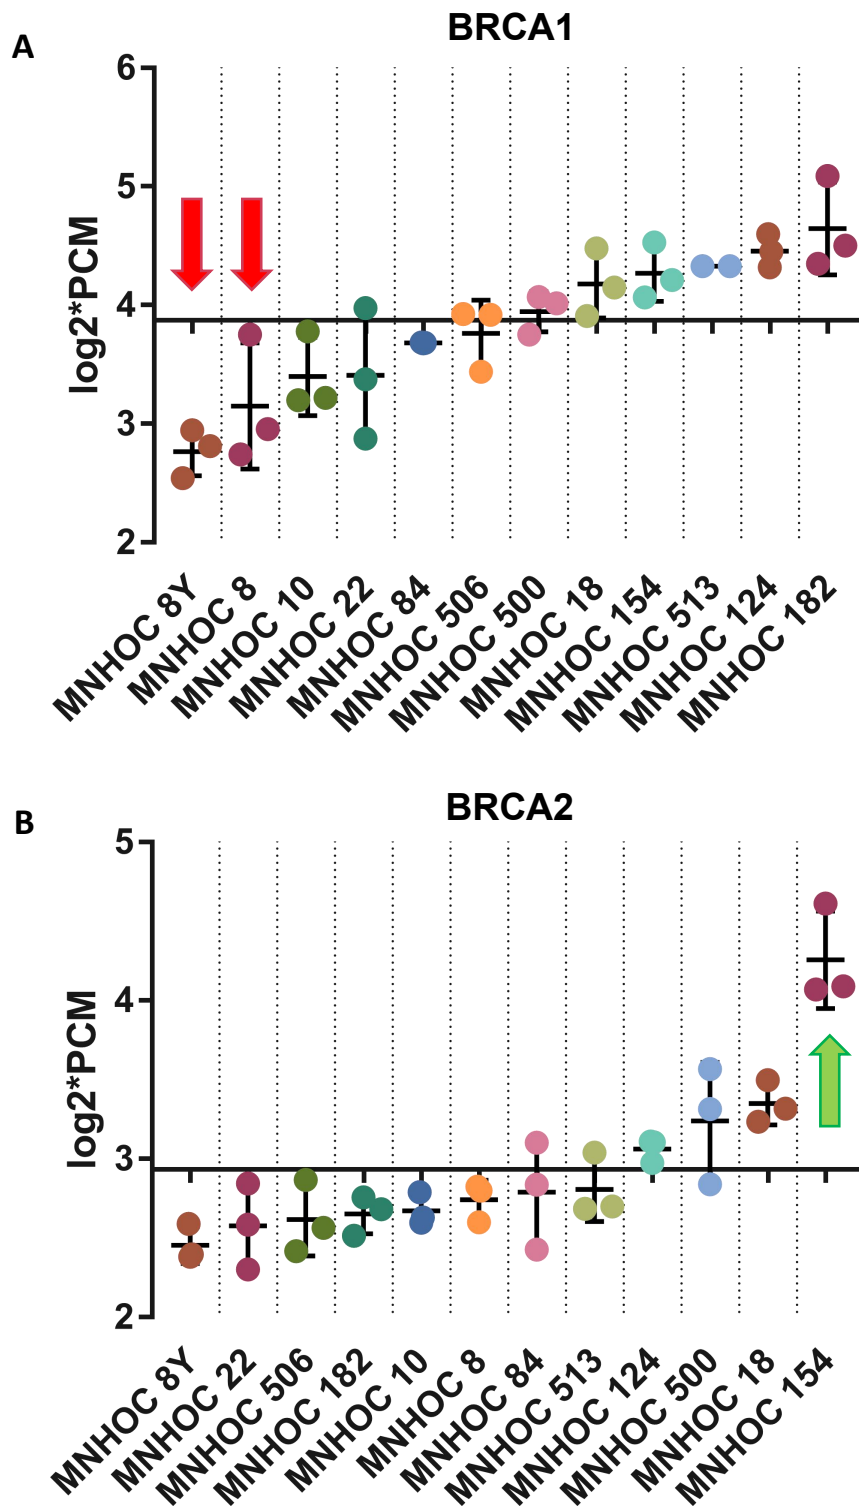 A
BRCA1
6
5
4
3
2
log2*PCM
MNHOC 8Y
MNHOC 8
MNHOC 10
MNHOC 22
MNHOC 84
MNHOC 506
MNHOC 500
MNHOC 18
MNHOC 154
MNHOC 513
MNHOC 124
MNHOC 182
B
BRCA2
5
4
3
2
log2*PCM
MNHOC 8Y
MNHOC 22
MNHOC 506
MNHOC 182
MNHOC 10
MNHOC 8
MNHOC 84
MNHOC 513
MNHOC 124
MNHOC 500
MNHOC 18
MNHOC 154